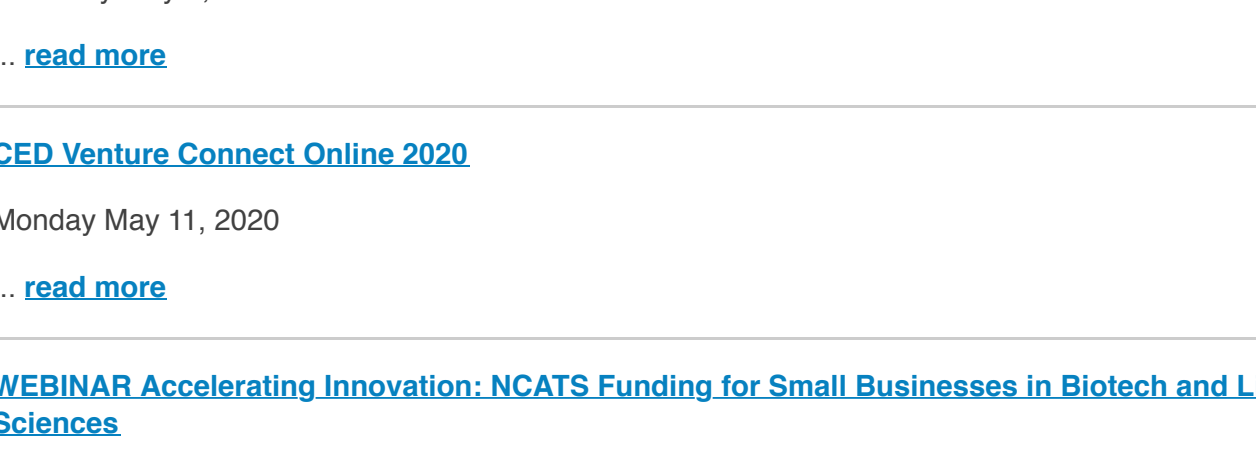 .. read more
CED Venture Connect Online 2020
Monday May 11, 2020
.. read more
WEBINAR Accelerating Innovation: NCATS Funding for Small Businesses in Biotech and L
Sciences